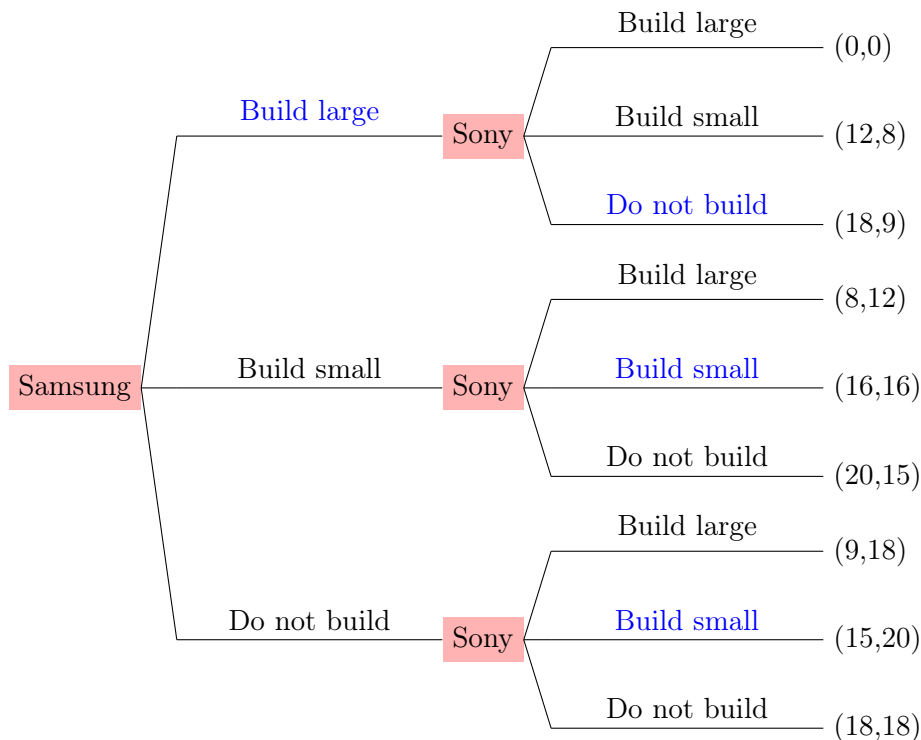 Build large
(0,0)
Build large
Sony
Build small
(12,8)
Do not build
(18,9)
Build large
(8,12)
Samsung
Build small
Sony
Build small
(16,16)
Do not build
(20,15)
Build large
(9,18)
Do not build
Sony
Build small
(15,20)
Do not build
(18,18)